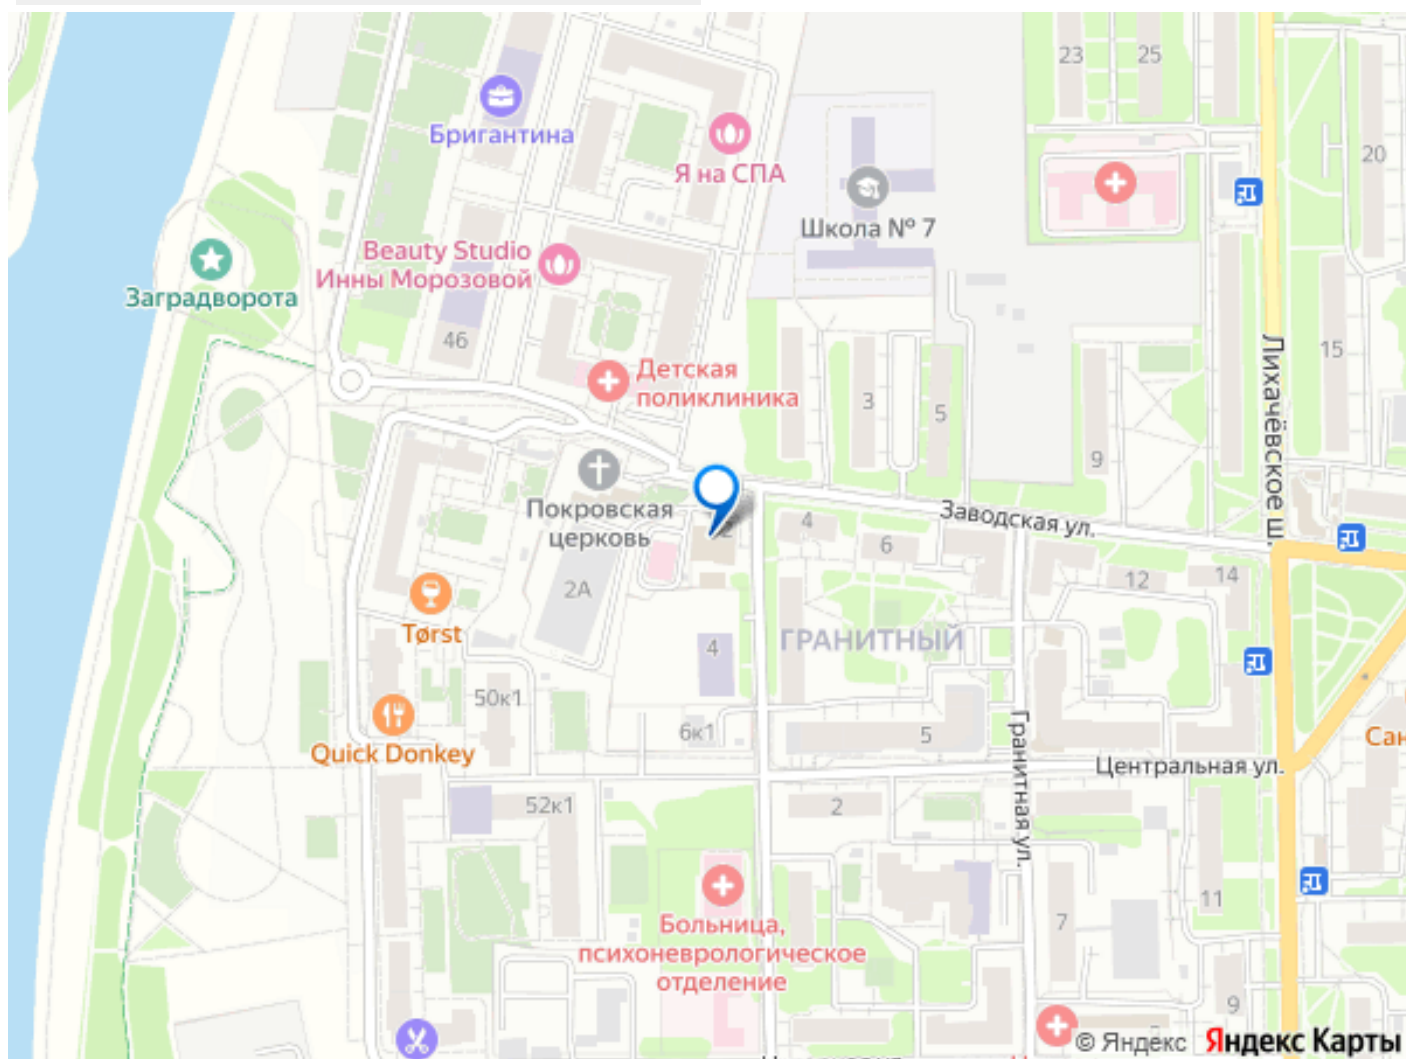 23
25
Бригантина
Я на СПА
20
Школа № 7
Beauty Studio
Инны Морозовой
Заградворота
46
15
Лихачёвское ш.
Детская
поликлиника
3
5
9
Покровская
церковь
2
4
6
Заводская ул.
12
14
2А
Tørst
4
ГРАНИТНЫЙ
50к1
6к1
5
Гранитная ул.
Quick Donkey
Центральная ул.
Сан
52к1
2
11
7
Больница,
психоневрологическое
отделение
9
© Яндекс Яндекс Карты